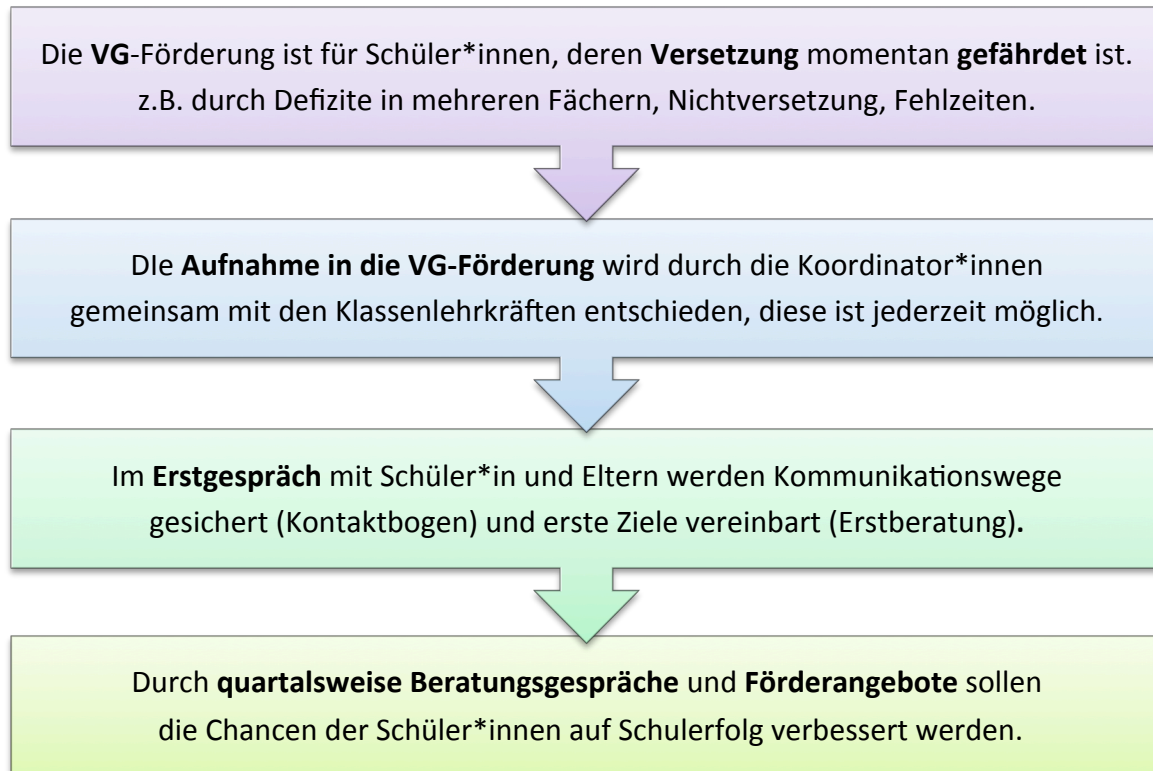 Die VG-Förderung ist für Schüler*innen, deren Versetzung momentan gefährdet ist.
z.B. durch Defizite in mehreren Fächern, Nichtversetzung, Fehlzeiten.
DIe Aufnahme in die VG-Förderung wird durch die Koordinator*innen
gemeinsam mit den Klassenlehrkräften entschieden, diese ist jederzeit möglich.
Im Erstgespräch mit Schüler*in und Eltern werden Kommunikationswege
gesichert (Kontaktbogen) und erste Ziele vereinbart (Erstberatung).
Durch quartalsweise Beratungsgespräche und Förderangebote sollen
die Chancen der Schüler*innen auf Schulerfolg verbessert werden.